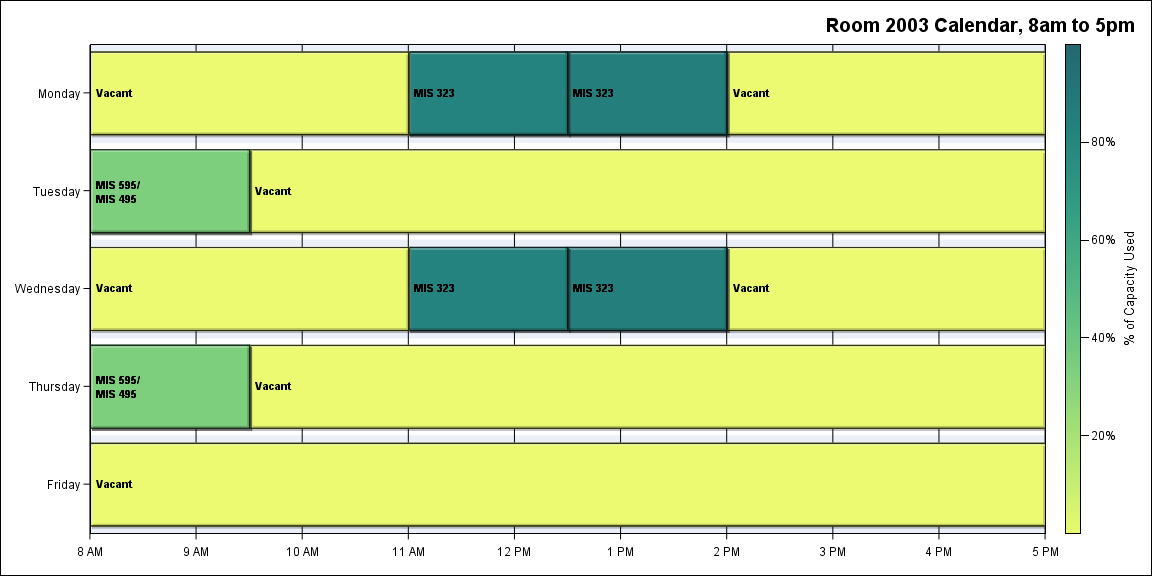 Room 2003 Calendar, 8am to 5pm
Monday
Vacant
MIS 323
MIS 323
Vacant
Tuesday
MIS 595/
MIS 495
Vacant
Wednesday
Vacant
MIS 323
MIS 323
Vacant
Thursday
MIS 595/
MIS 495
Vacant
Friday
Vacant
8 AM
9 AM
10 AM
11 AM
12 PM
1 PM
2 PM
3 PM
4 PM
5 PM
80%
60%
40%
20%
% of Capacity Used